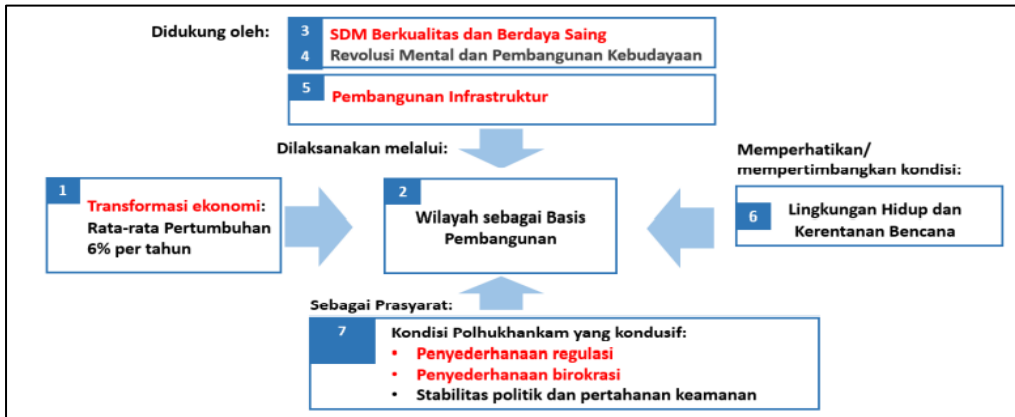 Didukung oleh:
3 SDM Berkualitas dan Berdaya Saing
4 Revolusi Mental dan Pembangunan Kebudayaan
5 Pembangunan Infrastruktur
Dilaksanakan melalui:
Memperhatikan/
mempertimbangkan kondisi:
1
Transformasi ekonomi:
Rata-rata Pertumbuhan
6% per tahun
2
Wilayah sebagai Basis
Pembangunan
6
Lingkungan Hidup dan
Kerentanan Bencana
Sebagai Prasyarat:
7
Kondisi Polhukhankam yang kondusif:
• Penyederhanaan regulasi
• Penyederhanaan birokrasi
• Stabilitas politik dan pertahanan keamanan